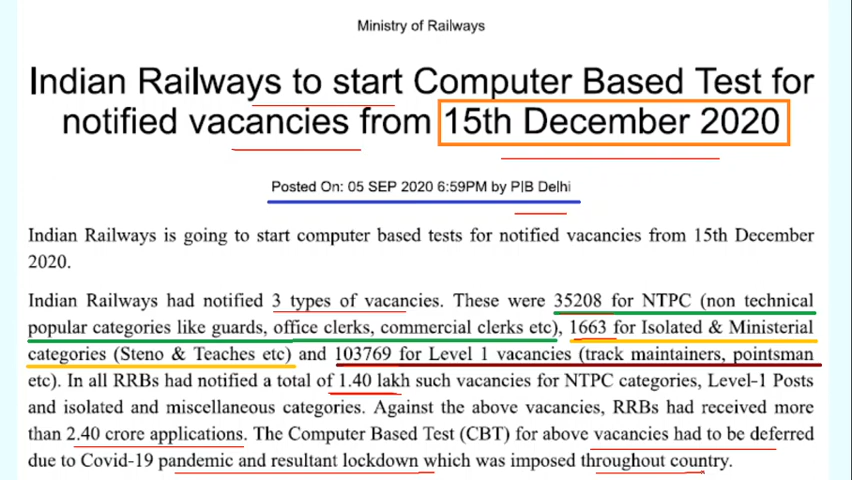 Ministry of Railways
Indian Railways to start Computer Based Test for
notified vacancies from 15th December 2020
Posted On: 05 SEP 2020 6:59PM by PIB Delhi
Indian Railways is going to start computer based tests for notified vacancies from 15th December
2020.
Indian Railways had notified 3 types of vacancies. These were 35208 for NTPC (non technical
popular categories like guards, office clerks, commercial clerks etc), 1663 for Isolated & Ministerial
categories (Steno & Teaches etc) and 103769 for Level 1 vacancies (track maintainers, pointsman
etc). In all RRBs had notified a total of 1.40 lakh such vacancies for NTPC categories, Level-1 Posts
and isolated and miscellaneous categories. Against the above vacancies, RRBs had received more
than 2.40 crore applications. The Computer Based Test (CBT) for above vacancies had to be deferred
due to Covid-19 pandemic and resultant lockdown which was imposed throughout country.